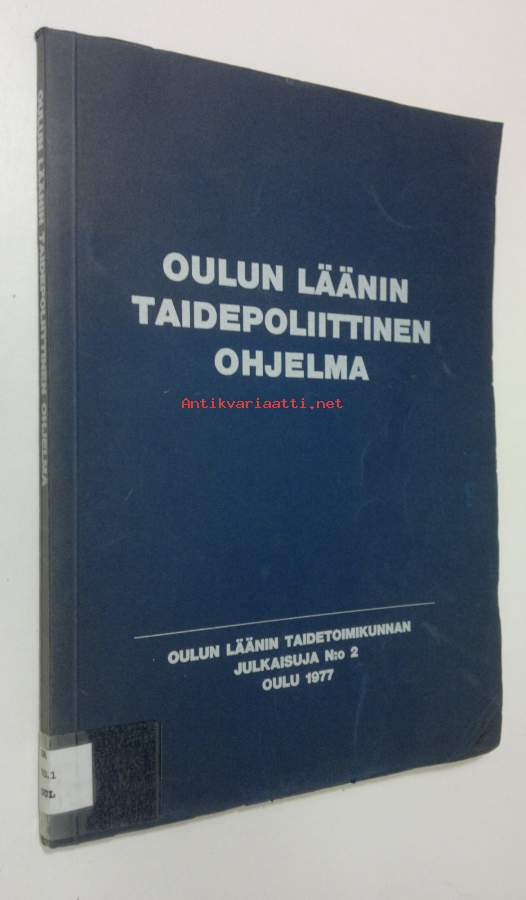 OULUN LÄÄNIN TAIDEPOLIITTINEN OHJELMA
OULUN LÄÄNIN
TAIDEPOLIITTINEN
OHJELMA
Antikvariaatti.net
OULUN LÄÄNIN TAIDETOIMIKUNNAN
JULKAISUJA N:o 2
OULU 1977